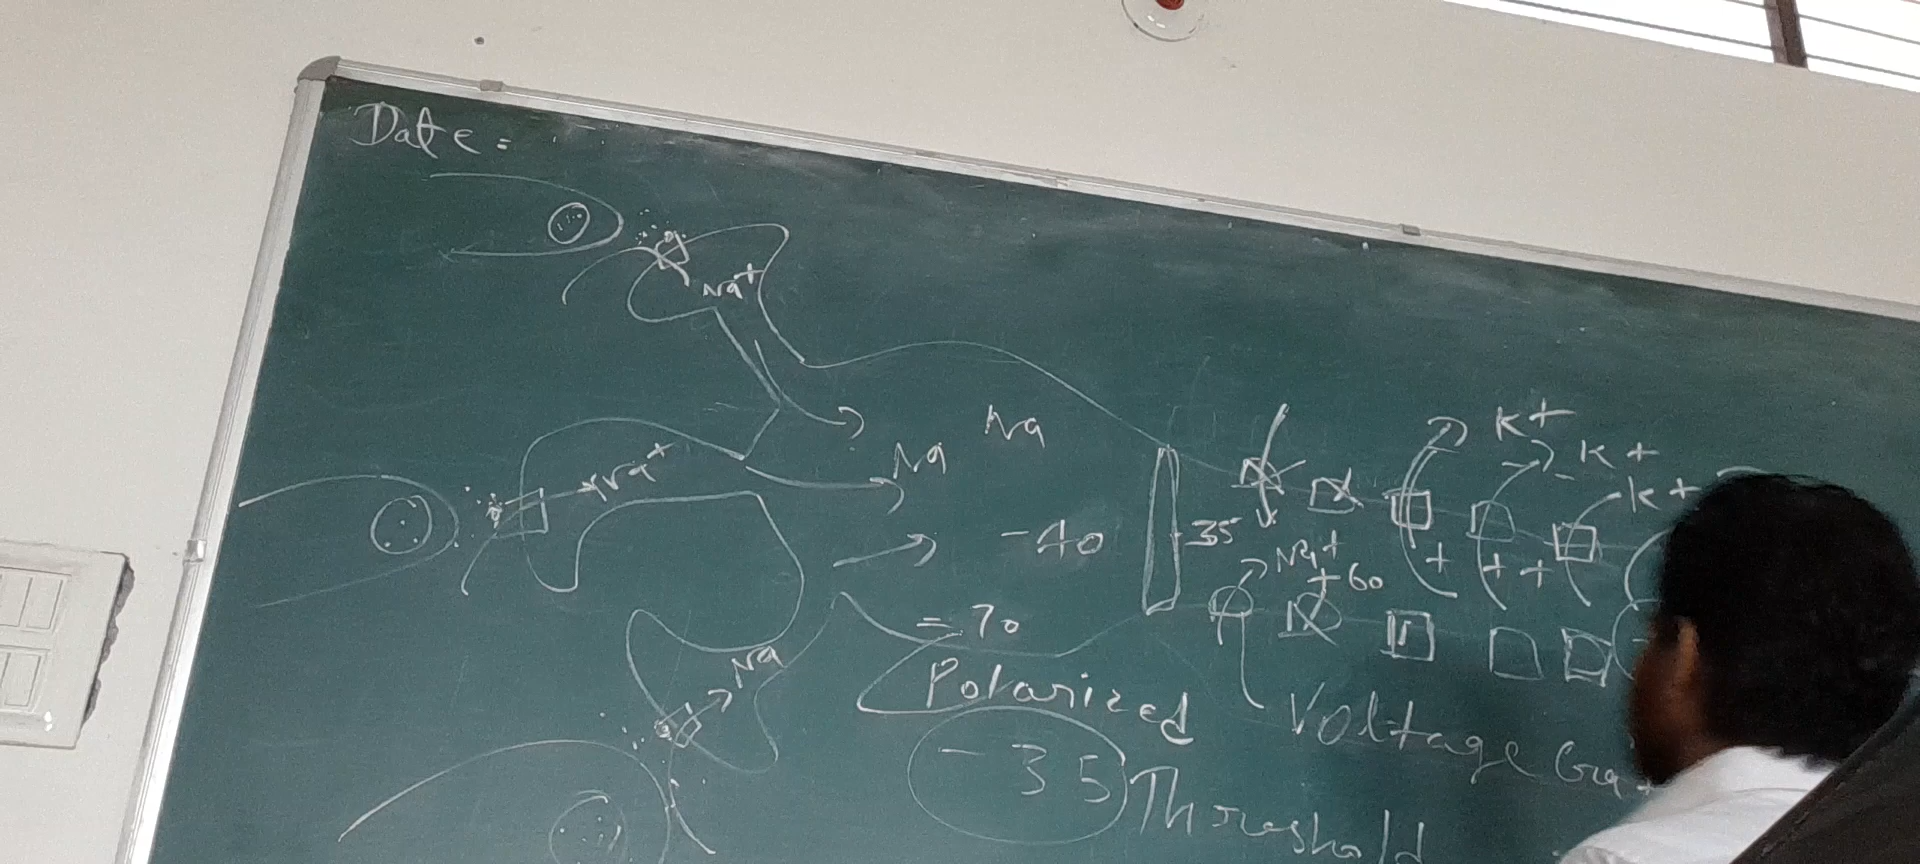 Date =
Na+
Na
Na
Na+
K+
K+
K+
-40
-35
Na+
+60
+
+ +
= 70
Na
Polarized
Voltage Ga
-35 Threshold